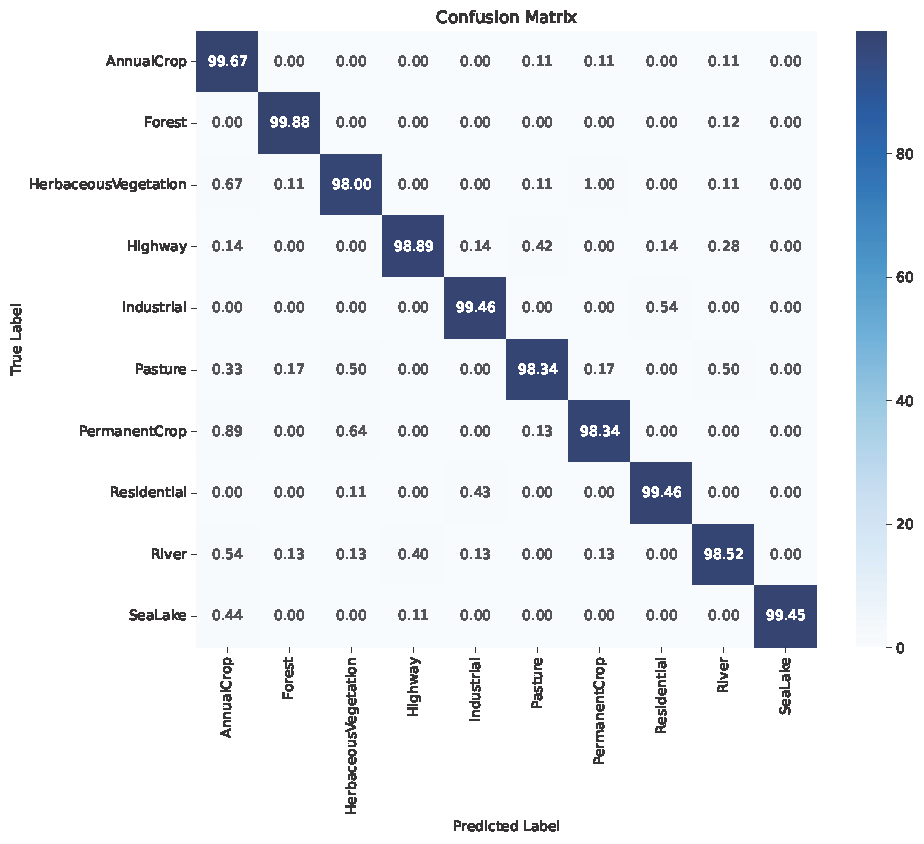 Confusion Matrix
AnnualCrop 99.67 0.00 0.00 0.00 0.00 0.11 0.11 0.00 0.11 0.00
Forest 0.00 99.88 0.00 0.00 0.00 0.00 0.00 0.00 0.12 0.00
80
HerbaceousVegetation 0.67 0.11 98.00 0.00 0.00 0.11 1.00 0.00 0.11 0.00
Highway 0.14 0.00 0.00 98.89 0.14 0.42 0.00 0.14 0.28 0.00
60
Industrial 0.00 0.00 0.00 0.00 99.46 0.00 0.00 0.54 0.00 0.00
True Label
Pasture 0.33 0.17 0.50 0.00 0.00 98.34 0.17 0.00 0.50 0.00
40
PermanentCrop 0.89 0.00 0.64 0.00 0.00 0.13 98.34 0.00 0.00 0.00
Residential 0.00 0.00 0.11 0.00 0.43 0.00 0.00 99.46 0.00 0.00
20
River 0.54 0.13 0.13 0.40 0.13 0.00 0.13 0.00 98.52 0.00
SeaLake 0.44 0.00 0.00 0.11 0.00 0.00 0.00 0.00 0.00 99.45
0
AnnualCrop
Forest
HerbaceousVegetation
Highway
Industrial
Pasture
PermanentCrop
Residential
River
SeaLake
Predicted Label